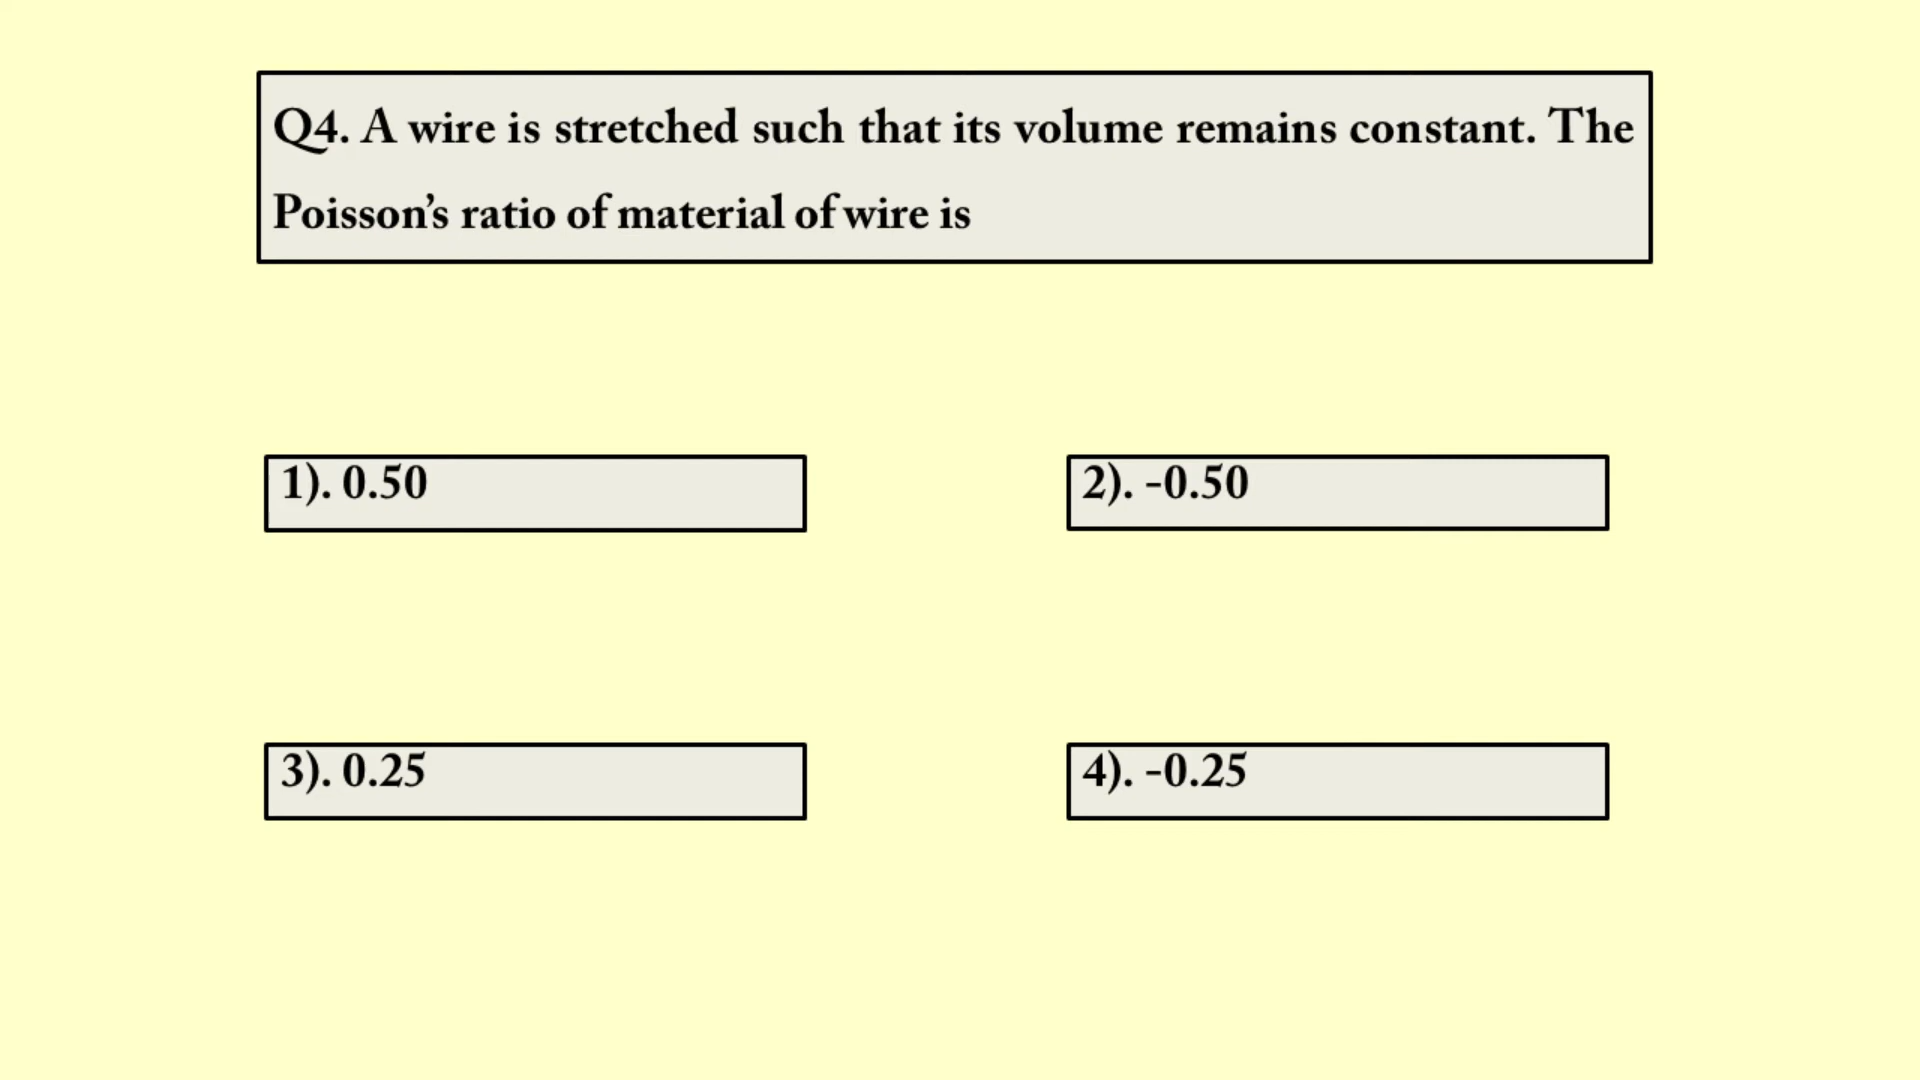 Q4. A wire is stretched such that its volume remains constant. The
Poisson’s ratio of material of wire is
1). 0.50
2). -0.50
3). 0.25
4). -0.25